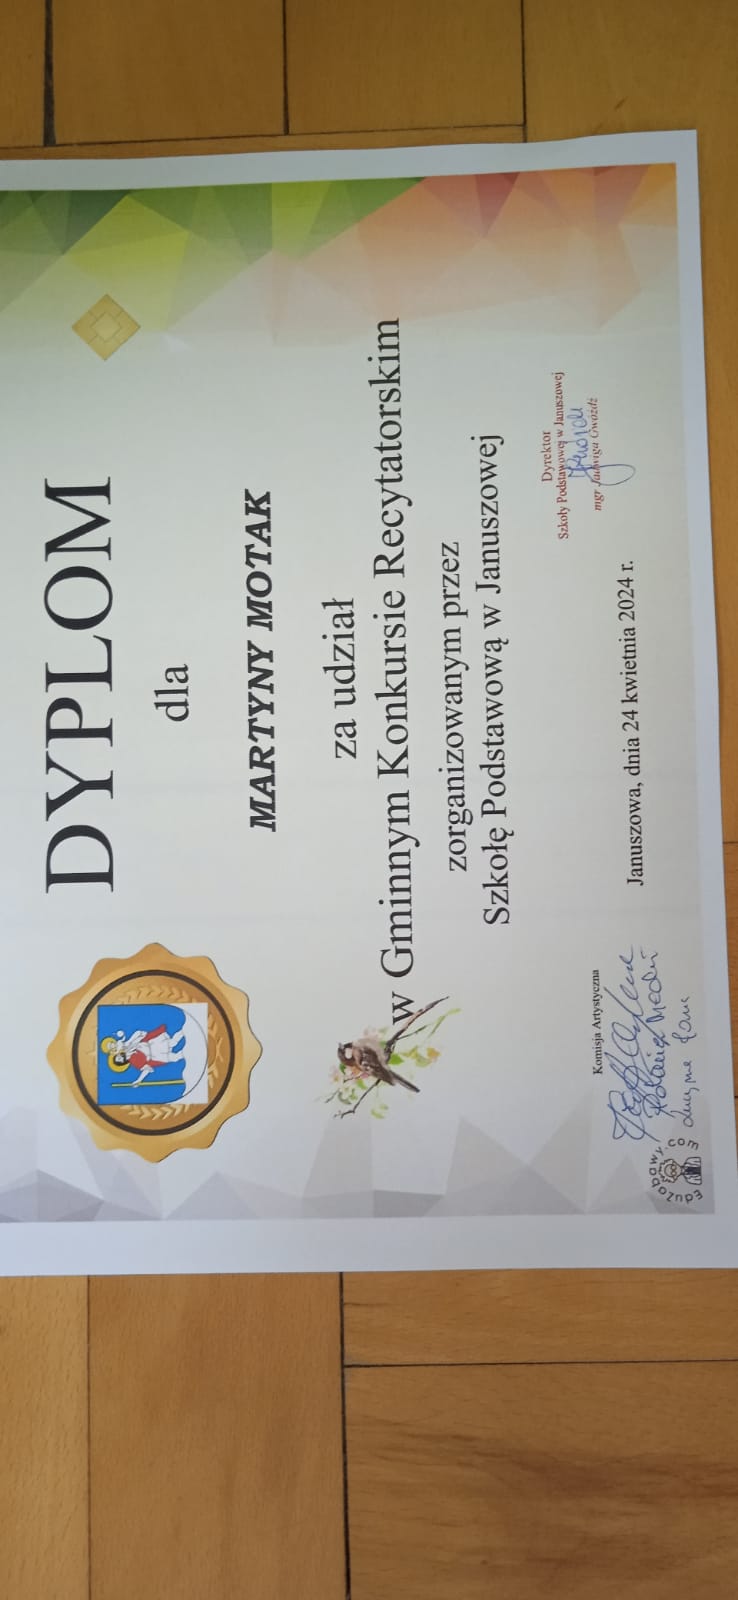 DYPLOM
dla
MARTYNY MOTAK
za udział
w Gminnym Konkursie Recytatorskim
zorganizowanym przez
Szkołę Podstawową w Januszowej
Dyrektor
Szkoły Podstawowej w Januszowej
mgr Jadwiga Gwóźdź
Komisja Artystyczna
Januszowa, dnia 24 kwietnia 2024 r.
Eduzabawy.com